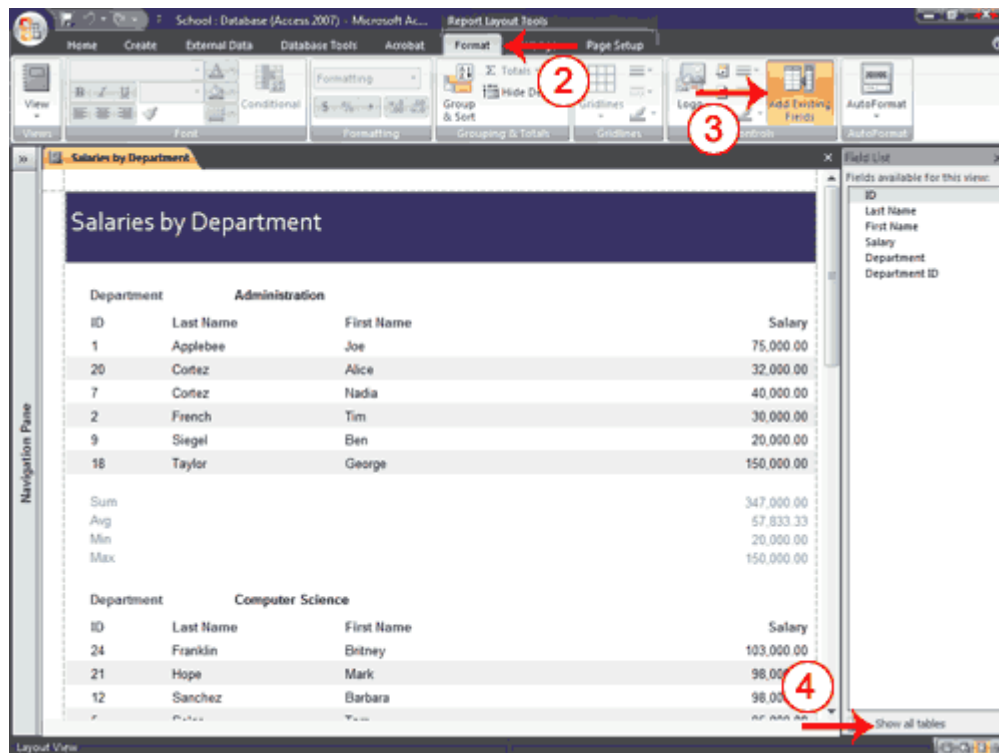 School : Database (Access 2007) - Microsoft Ac...
Report Layout Tools
Home Create External Data Database Tools Acrobat Format Page Setup
2
View
B I U
Conditional
Formatting
$ %
Group & Sort
Σ Totals
Hide De
Gridlines
Logo
3
Add Existing Fields
AutoFormat
Views Font Formatting Grouping & Totals Gridlines Controls AutoFormat
Salaries by Department
Field List
Fields available for this view:
ID
Last Name
First Name
Salary
Department
Department ID
Navigation Pane
Salaries by Department
Department Administration
ID Last Name First Name Salary
1 Applebee Joe 75,000.00
20 Cortez Alice 32,000.00
7 Cortez Nadia 40,000.00
2 French Tim 30,000.00
9 Siegel Ben 20,000.00
18 Taylor George 150,000.00
Sum 347,000.00
Avg 57,833.33
Min 20,000.00
Max 150,000.00
Department Computer Science
ID Last Name First Name Salary
24 Franklin Britney 103,000.00
21 Hope Mark 98,00
12 Sanchez Barbara 98,00
4
Show all tables
Layout View